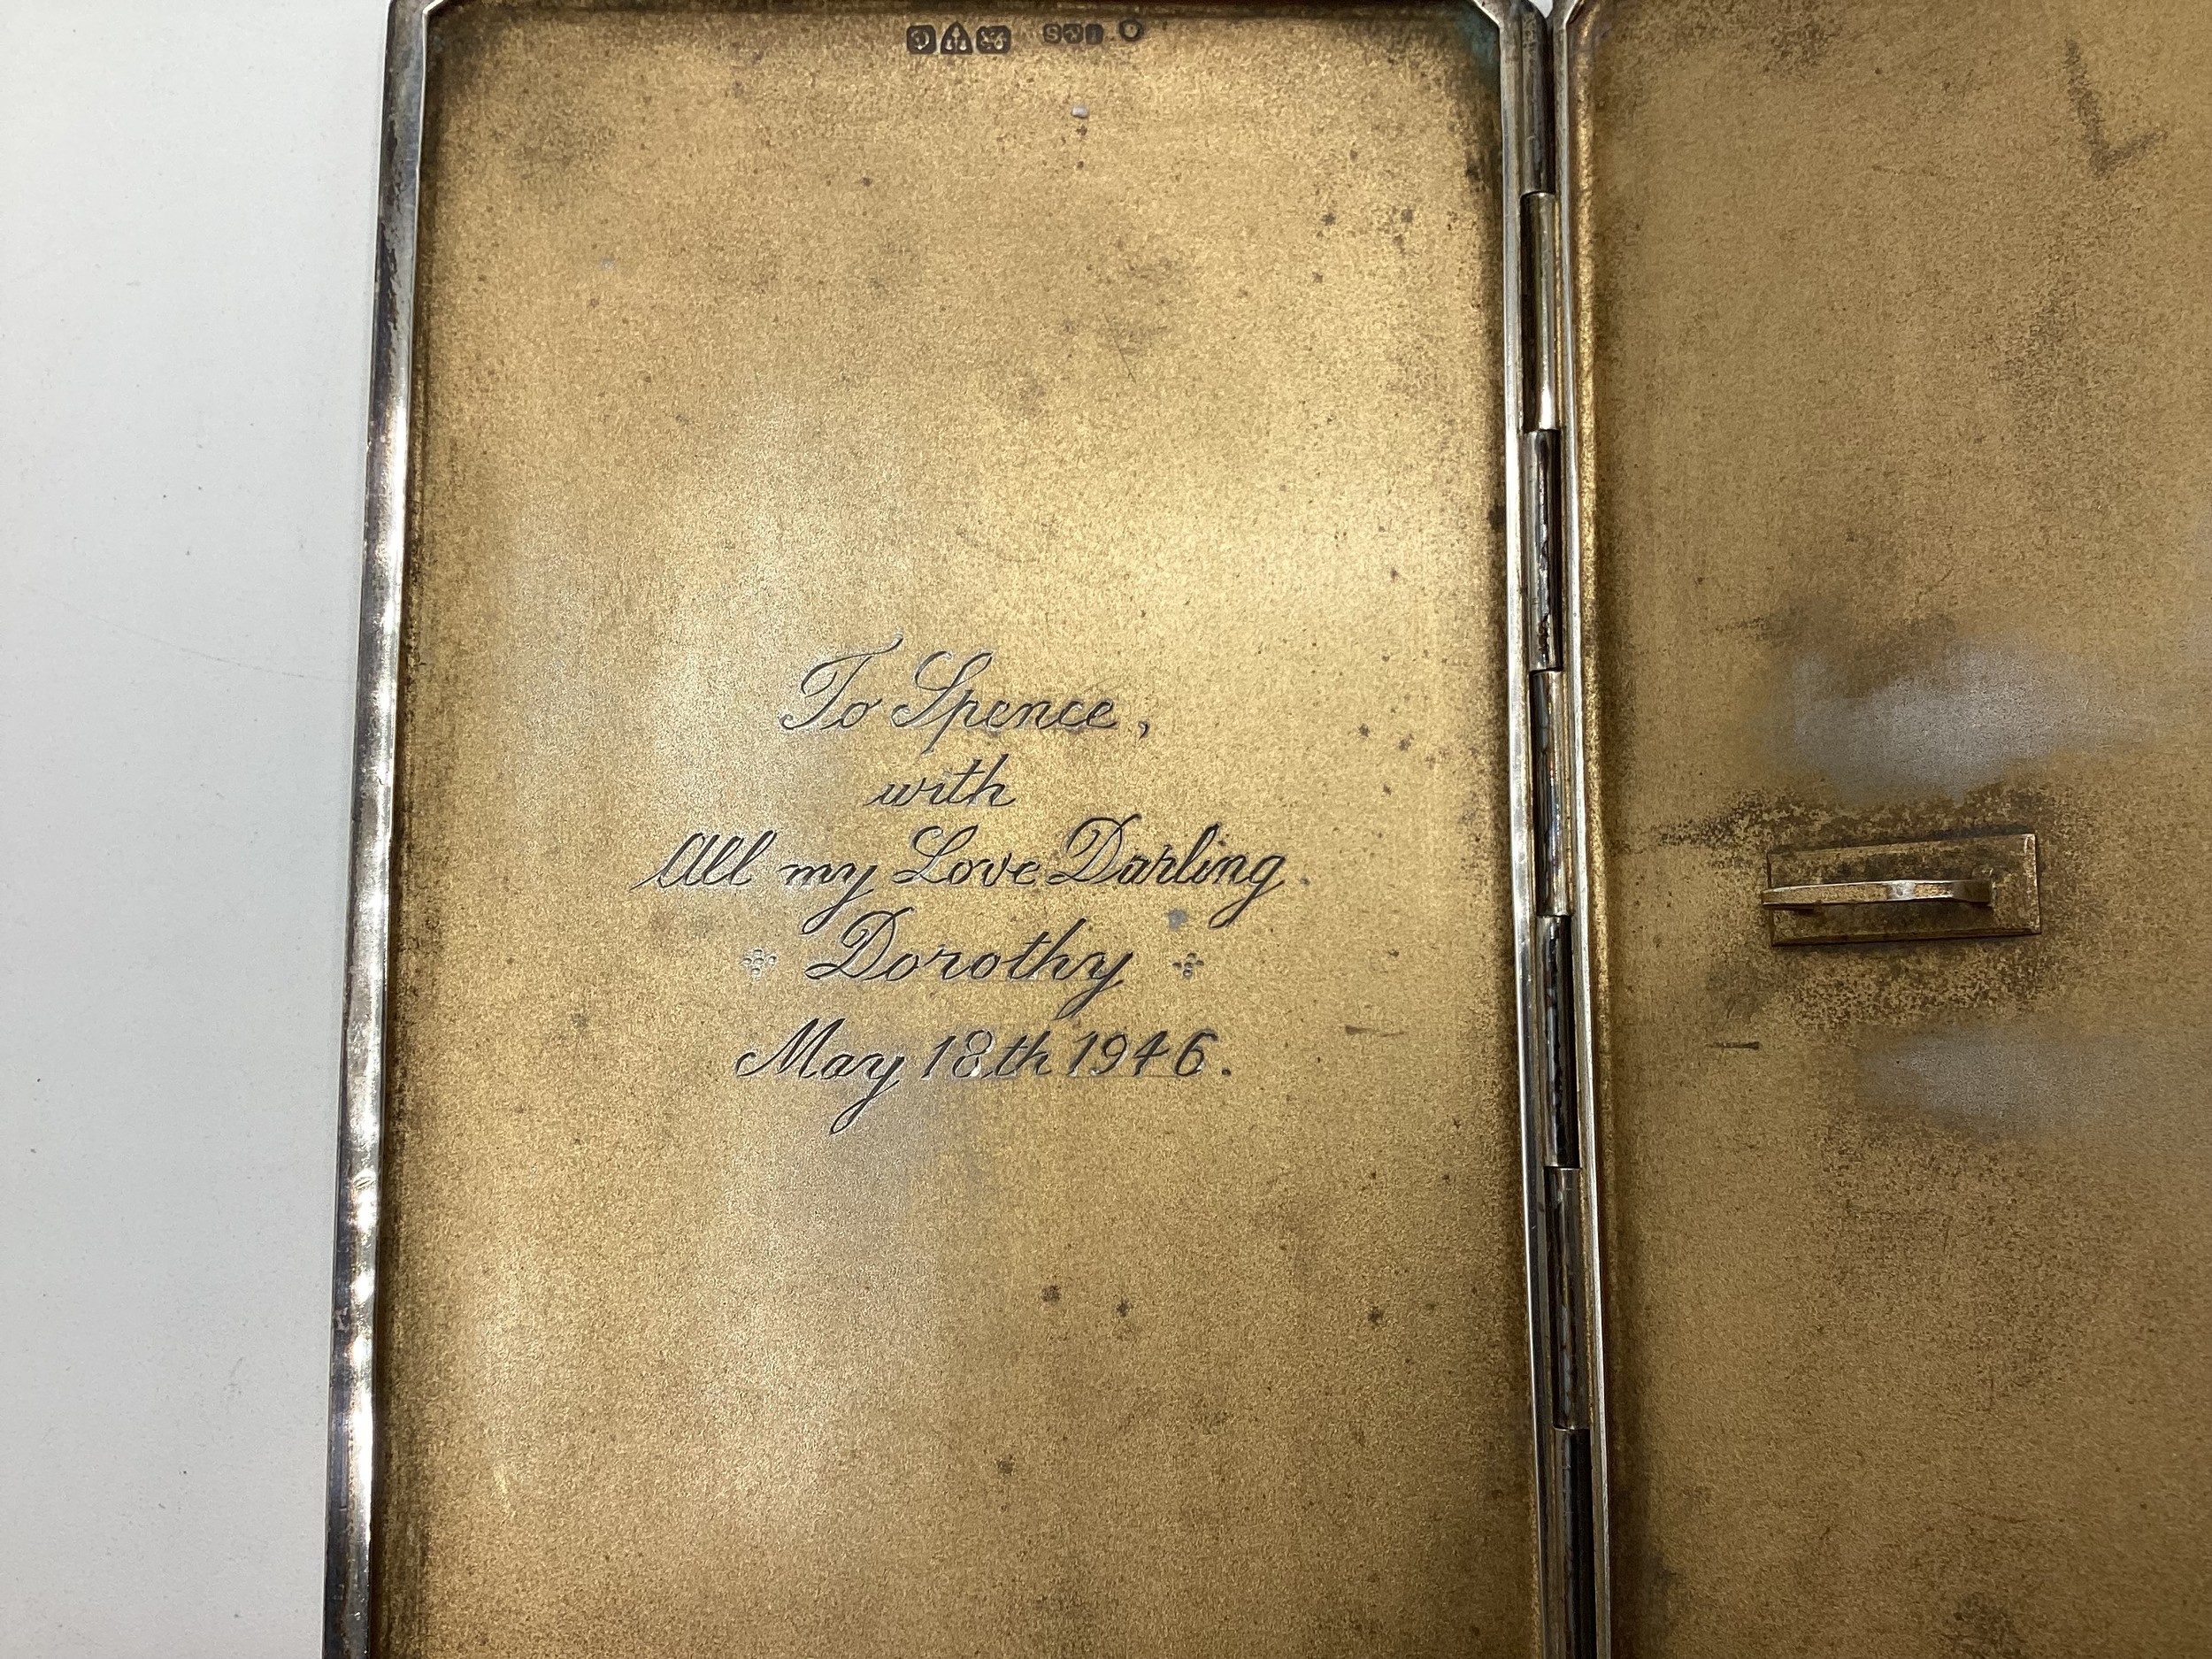 To Spence,
with
All my Love Darling
Dorothy
May 18th 1946.